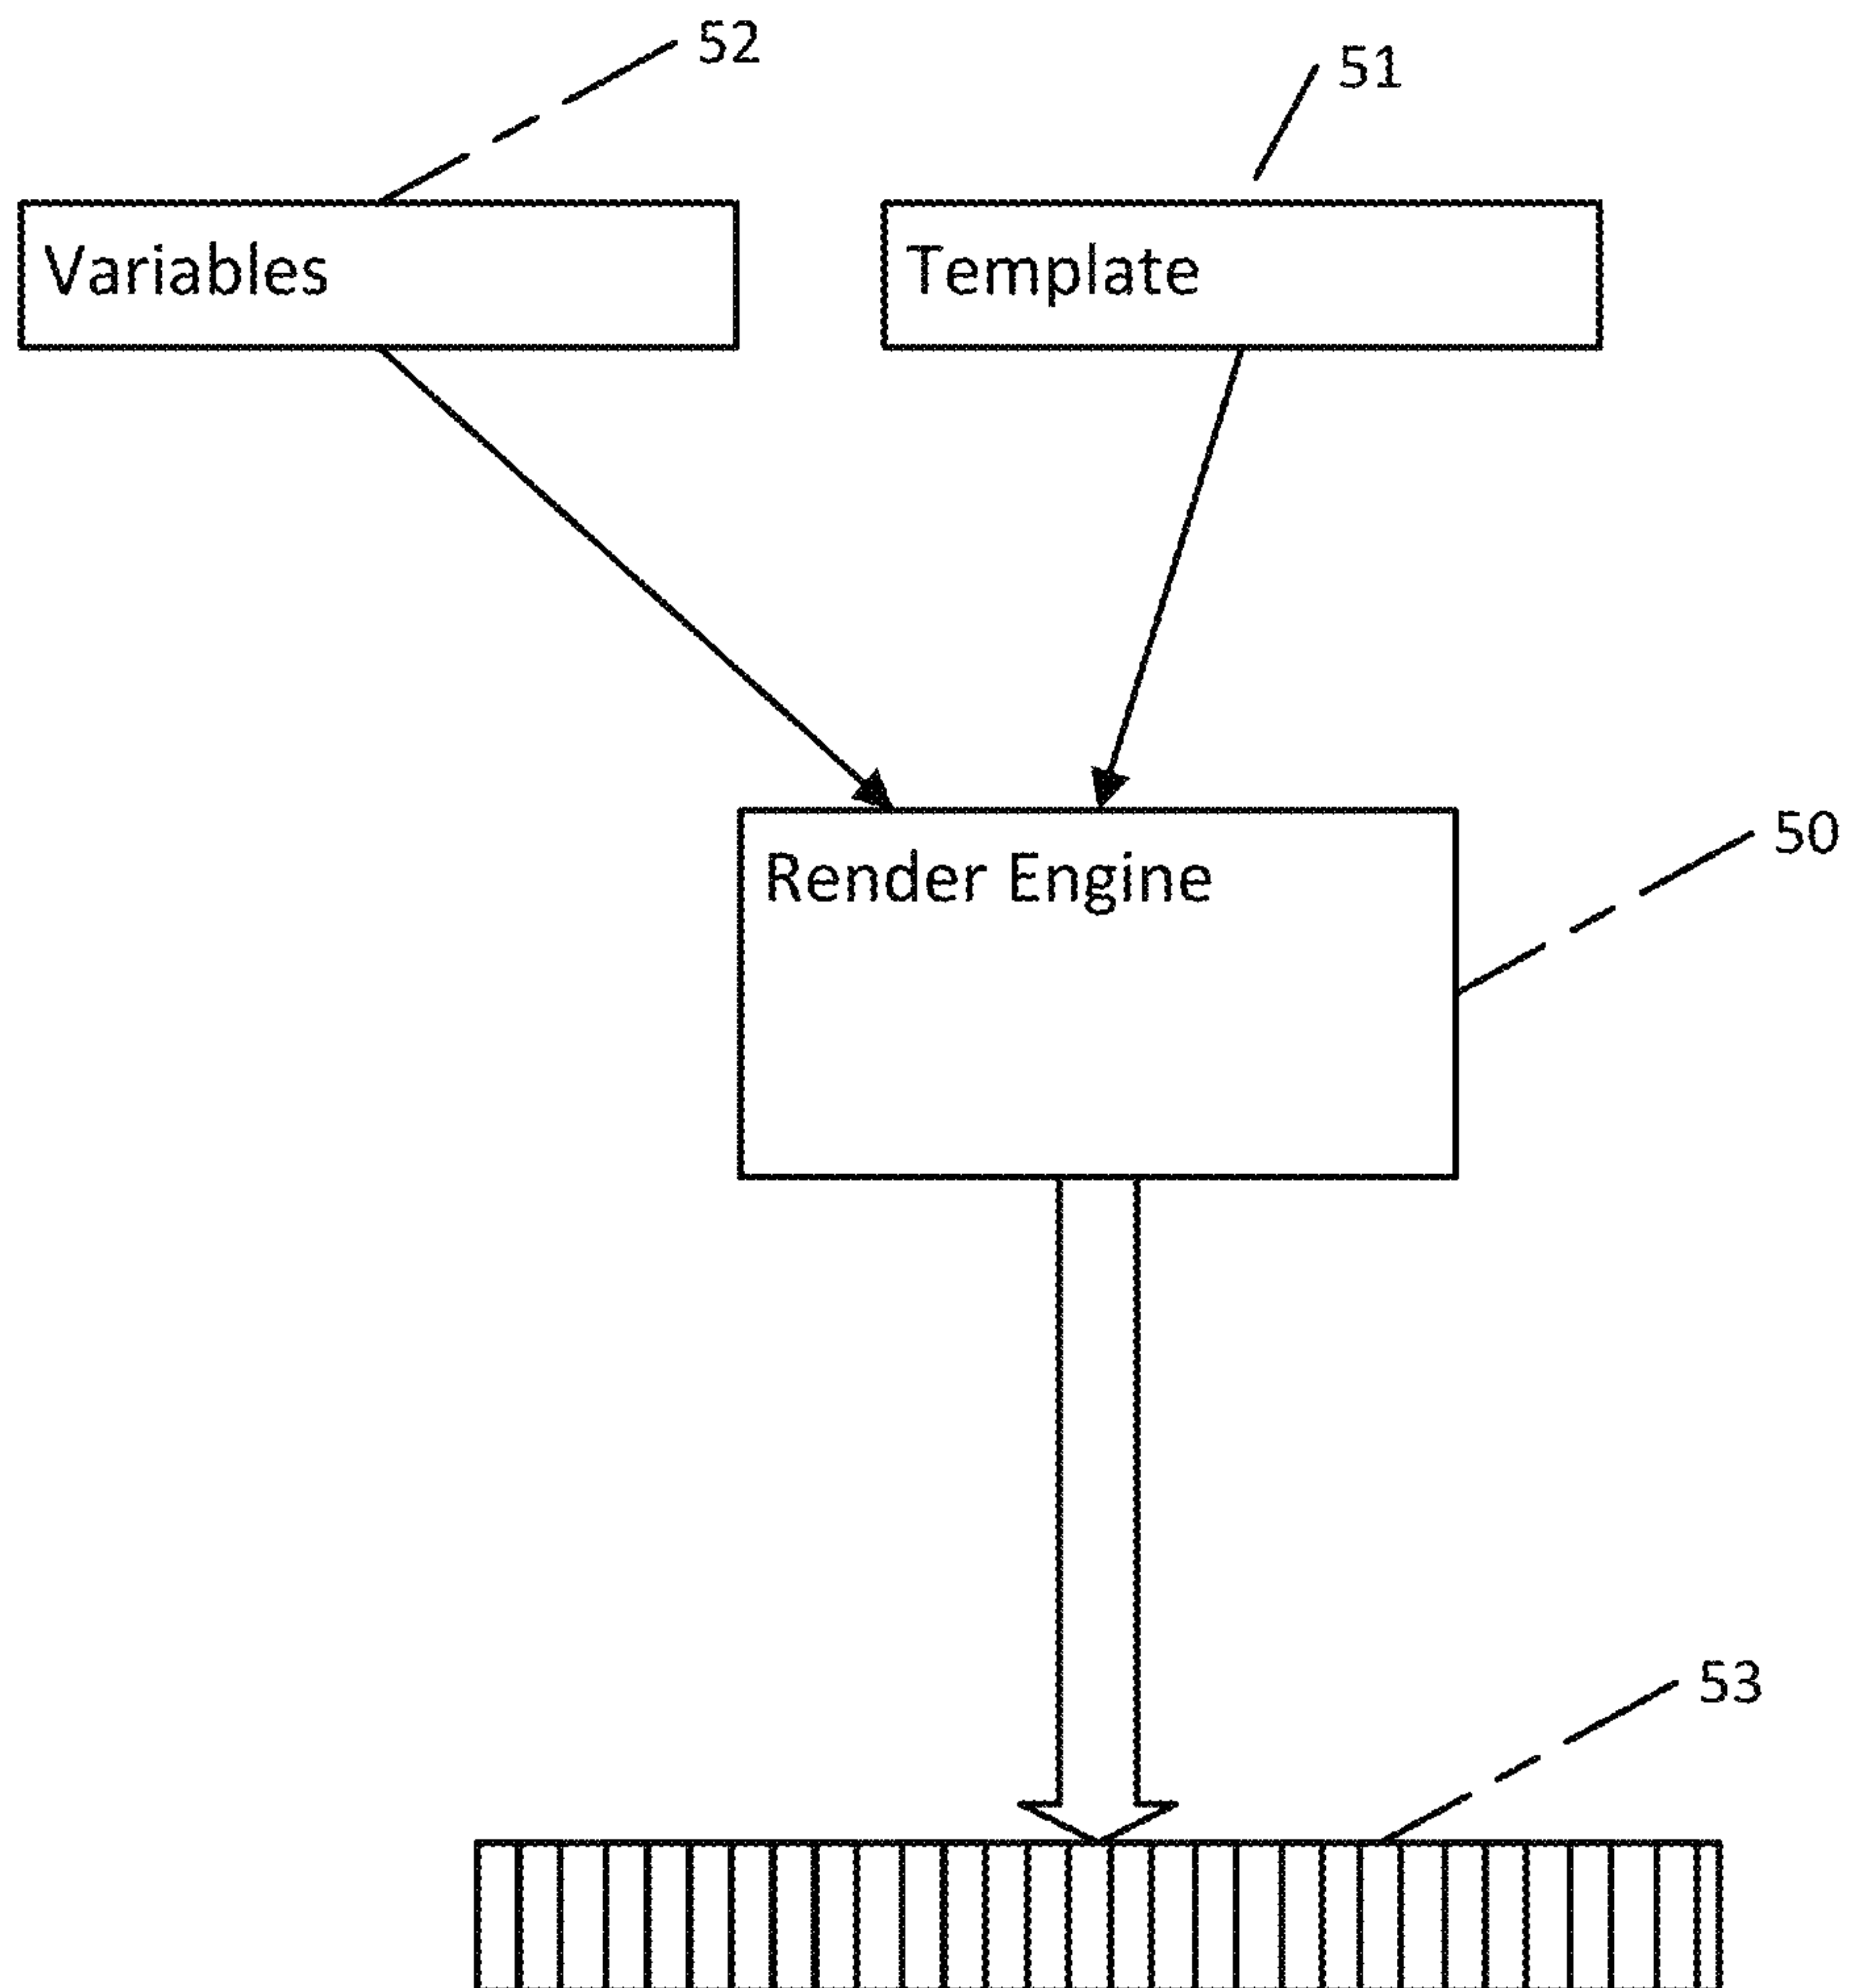 52
51
Variables
Template
50
Render Engine
53